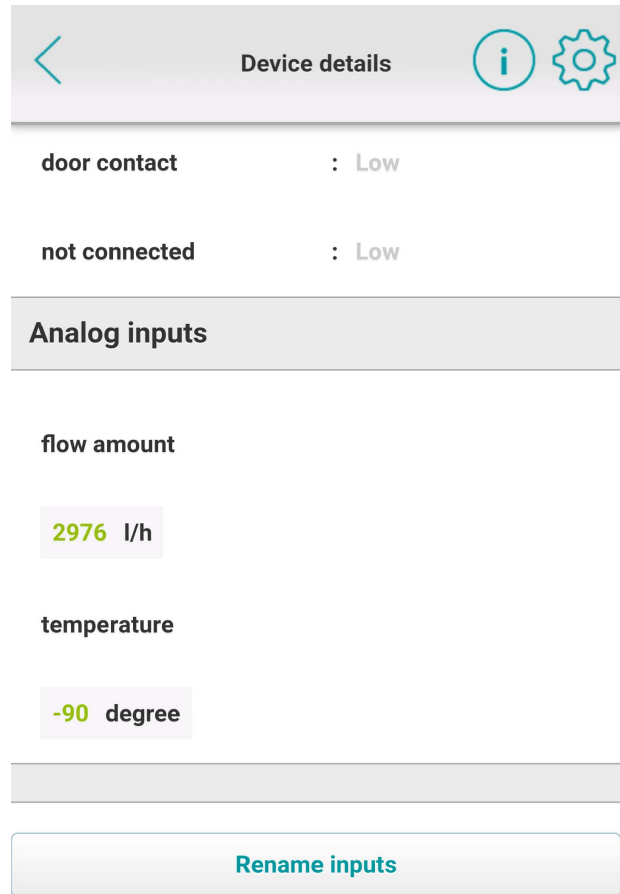 Device details
i
door contact : Low
not connected : Low
Analog inputs
flow amount
2976 l/h
temperature
-90 degree
Rename inputs